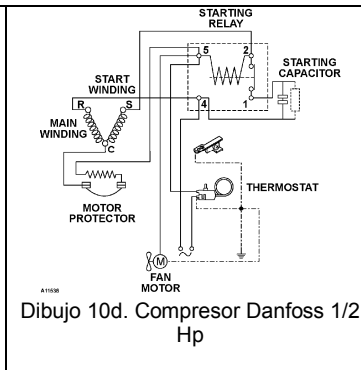 STARTING
RELAY
5 2
STARTING
CAPACITOR
START
WINDING
R S
4 1
MAIN
WINDING
C
THERMOSTAT
MOTOR
PROTECTOR
M
FAN
MOTOR
A11538
Dibujo 10d. Compresor Danfoss 1/2
Hp